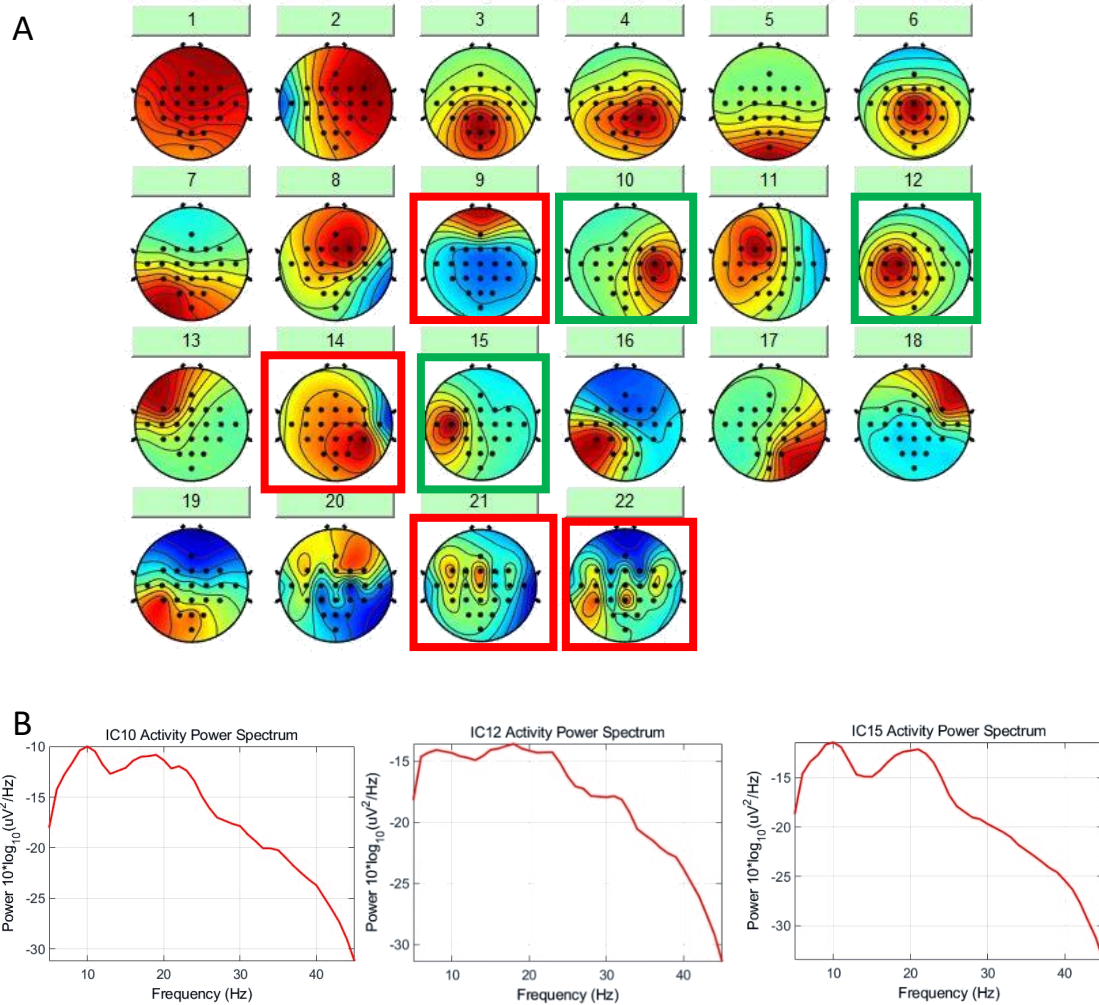 A
1 2 3 4 5 6
7 8 9 10 11 12
13 14 15 16 17 18
19 20 21 22
B
IC10 Activity Power Spectrum
Power 10*log10(uV2/Hz)
-10
-15
-20
-25
-30
10 20 30 40
Frequency (Hz)
IC12 Activity Power Spectrum
Power 10*log10(uV2/Hz)
-15
-20
-25
-30
10 20 30 40
Frequency (Hz)
IC15 Activity Power Spectrum
Power 10*log10(uV2/Hz)
-15
-20
-25
-30
10 20 30 40
Frequency (Hz)